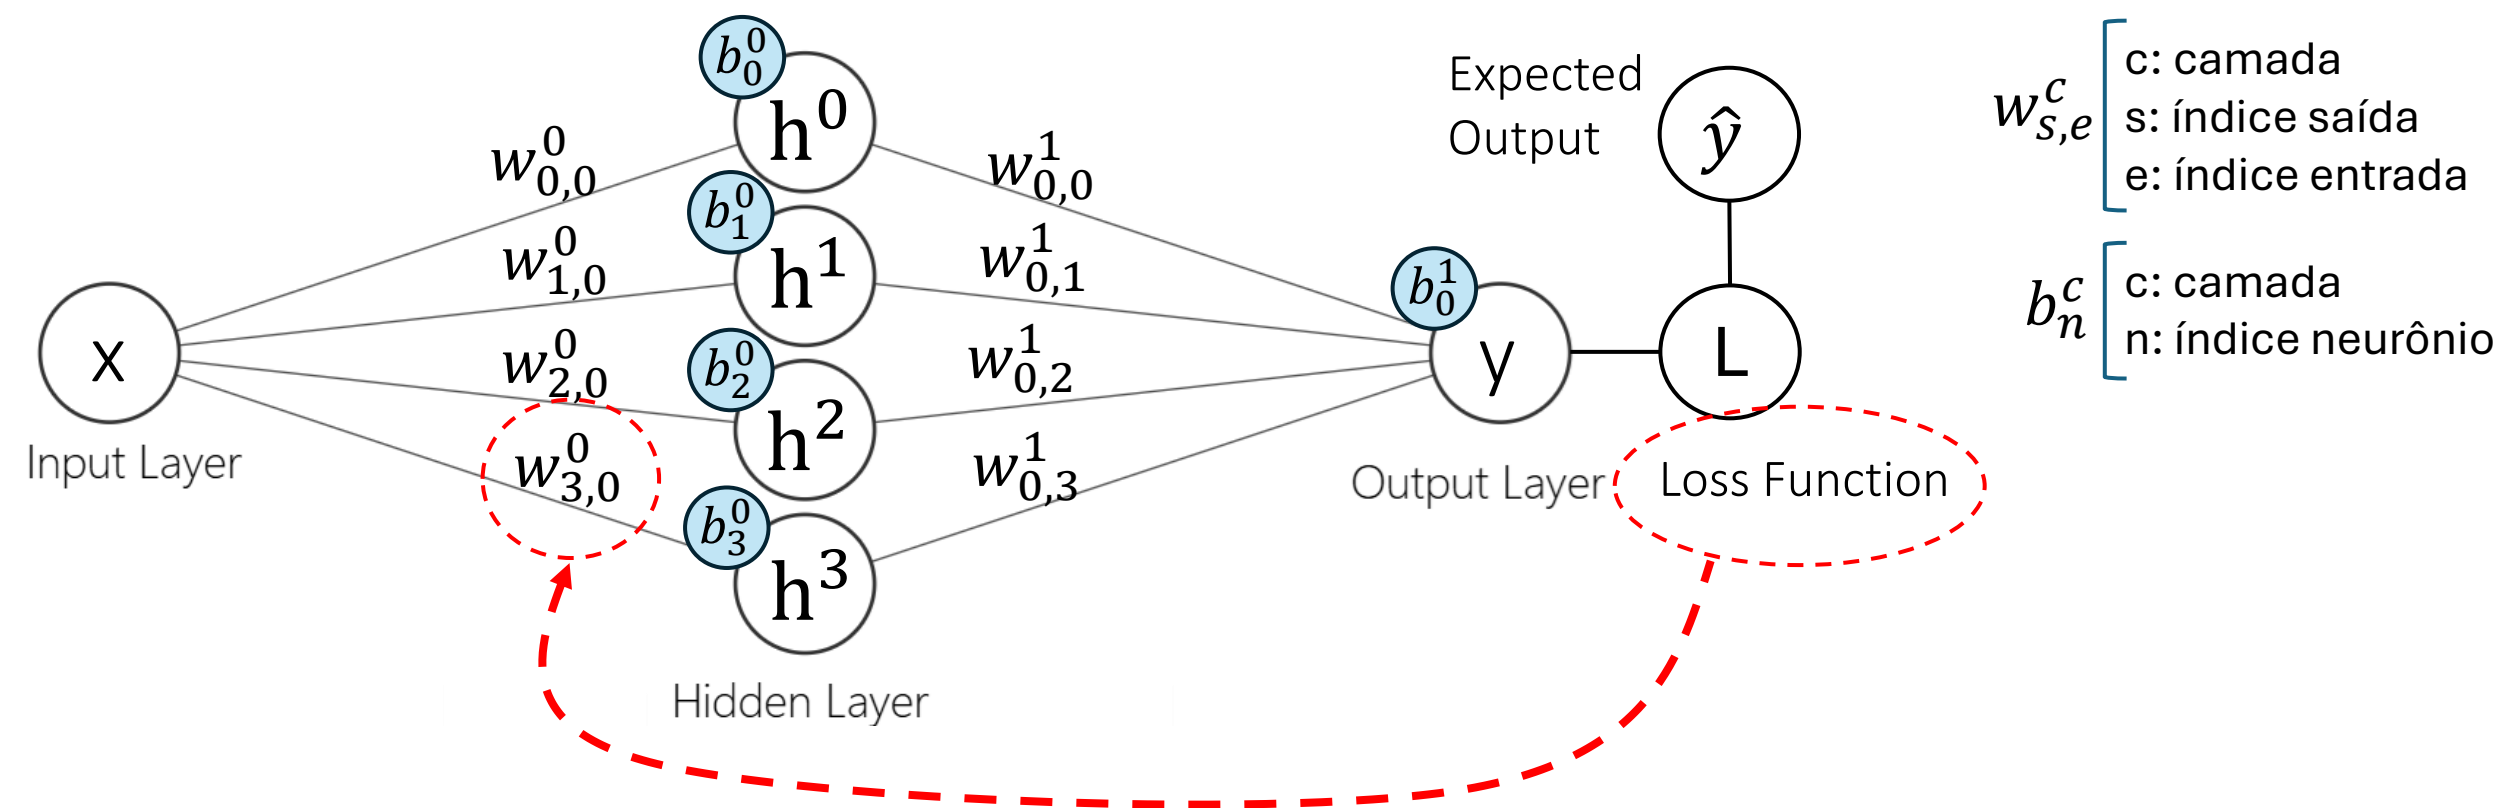 x
Input Layer
w⁰₀,₀
w⁰₁,₀
w⁰₂,₀
w⁰₃,₀
b⁰₀
h⁰
b⁰₁
h¹
b⁰₂
h²
b⁰₃
h³
Hidden Layer
w¹₀,₀
w¹₀,₁
w¹₀,₂
w¹₀,₃
b¹₀
y
Output Layer
Expected
Output
ŷ
L
Loss Function
wᶜₛ,ₑ
c: camada
s: índice saída
e: índice entrada
bᶜₙ
c: camada
n: índice neurônio